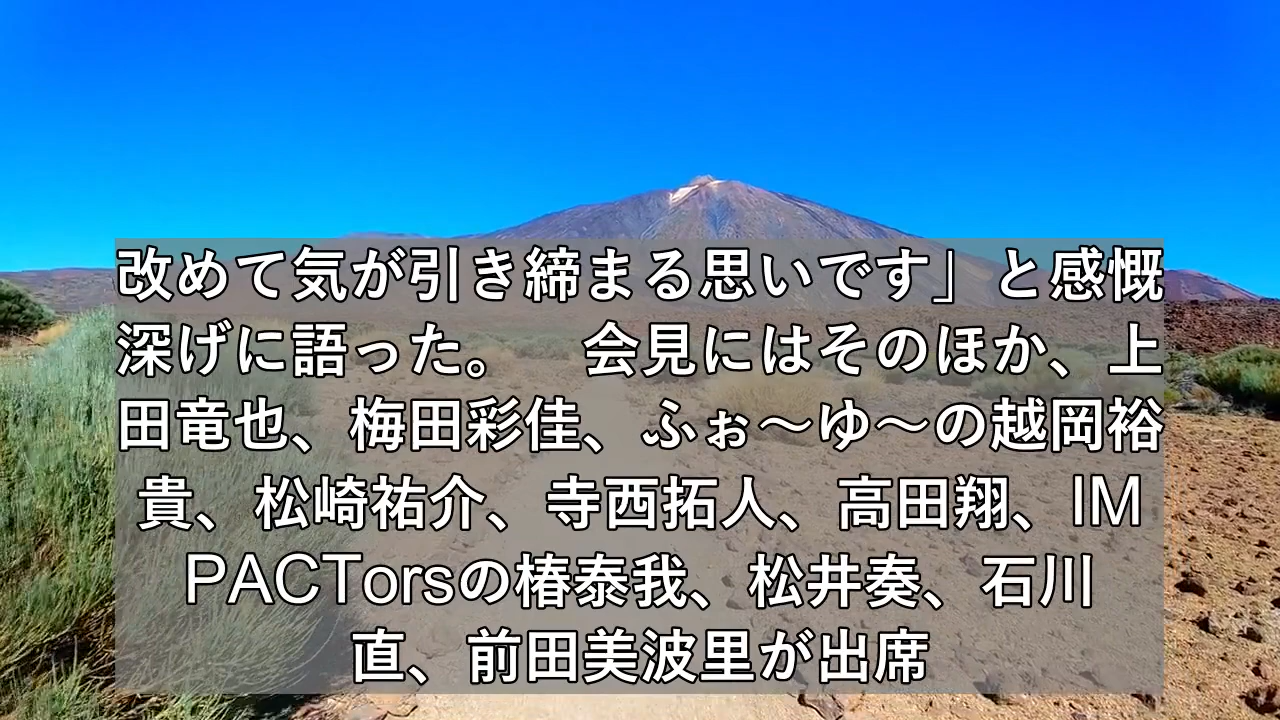 改めて気が引き締まる思いです」と感慨
深げに語った。　会見にはそのほか、上
田竜也、梅田彩佳、ふぉ～ゆ～の越岡裕
貴、松崎祐介、寺西拓人、高田翔、IM
PACTorsの椿泰我、松井奏、石川
直、前田美波里が出席